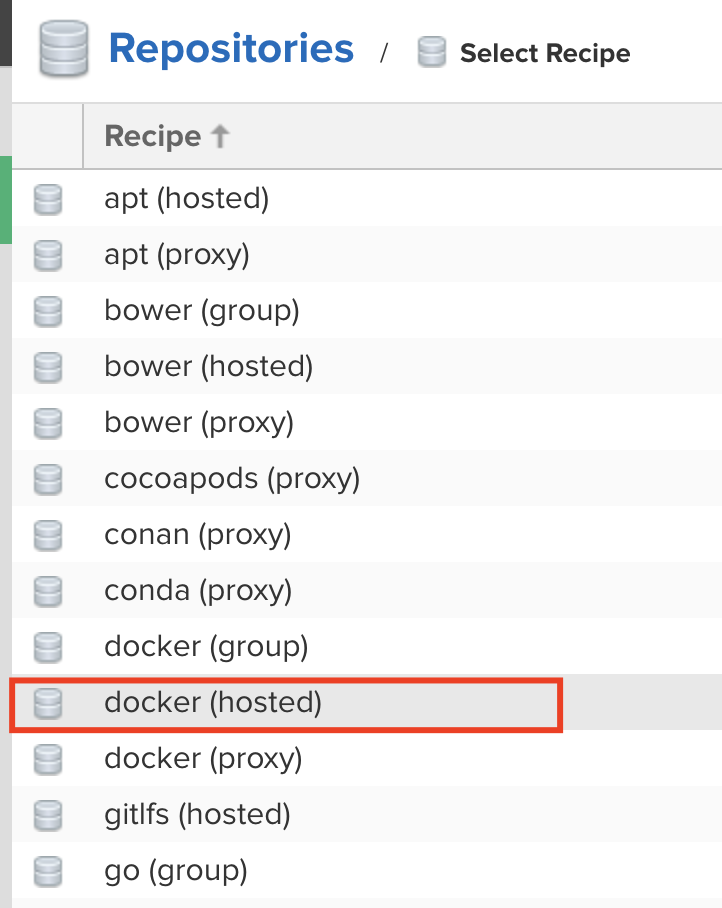 Repositories / Select Recipe
Recipe
apt (hosted)
apt (proxy)
bower (group)
bower (hosted)
bower (proxy)
cocoapods (proxy)
conan (proxy)
conda (proxy)
docker (group)
docker (hosted)
docker (proxy)
gitlfs (hosted)
go (group)